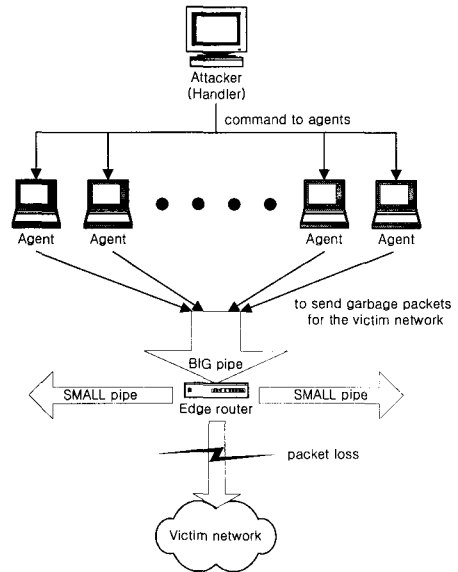 Attacker
(Handler)
command to agents
Agent
Agent
Agent
Agent
to send garbage packets
for the victim network
BIG pipe
SMALL pipe
SMALL pipe
Edge router
packet loss
Victim network